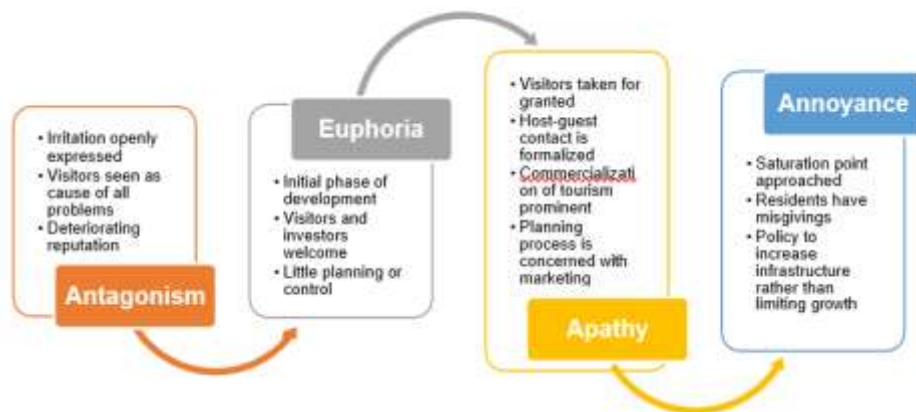 • Irritation openly
expressed
• Visitors seen as
cause of all
problems
• Deteriorating
reputation
Antagonism
Euphoria
• Initial phase of
development
• Visitors and
investors
welcome
• Little planning or
control
• Visitors taken for
granted
• Host-guest
contact is
formalized
• Commercializati
on of tourism
prominent
• Planning
process is
concerned with
marketing
Apathy
Annoyance
• Saturation point
approached
• Residents have
misgivings
• Policy to
increase
infrastructure
rather than
limiting growth